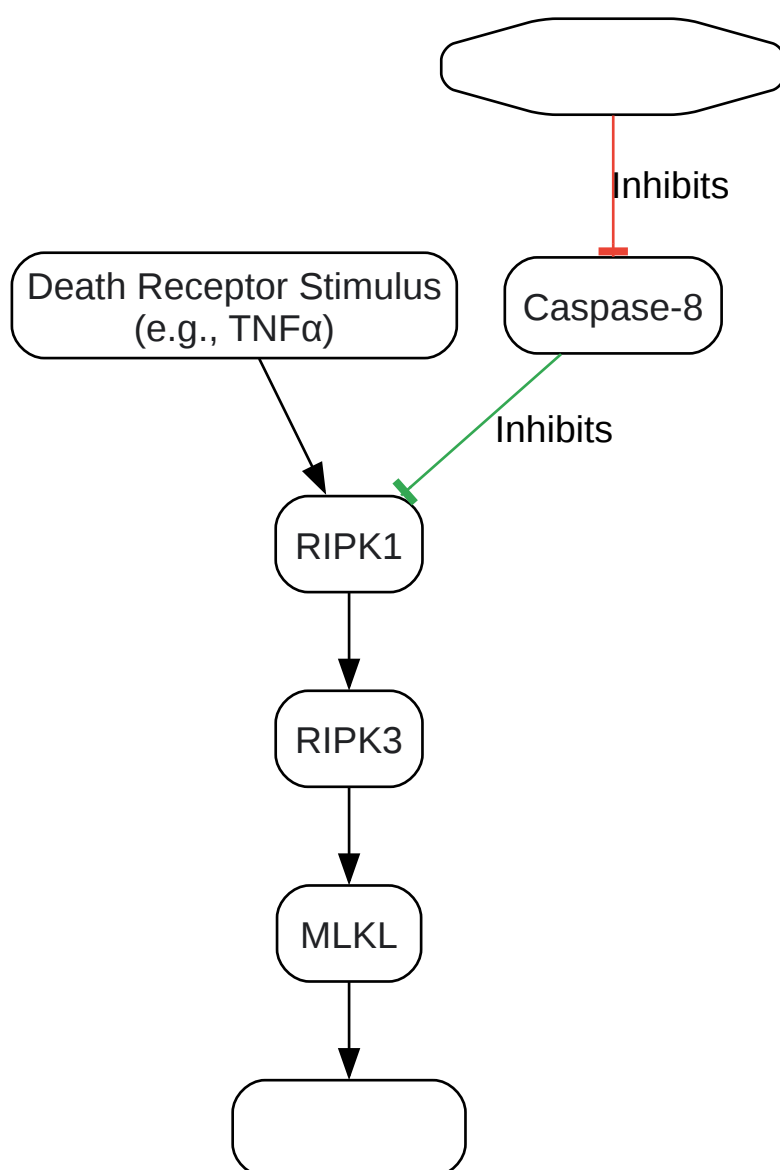 Inhibits
Death Receptor Stimulus
(e.g., TNFα)
Caspase-8
Inhibits
RIPK1
RIPK3
MLKL